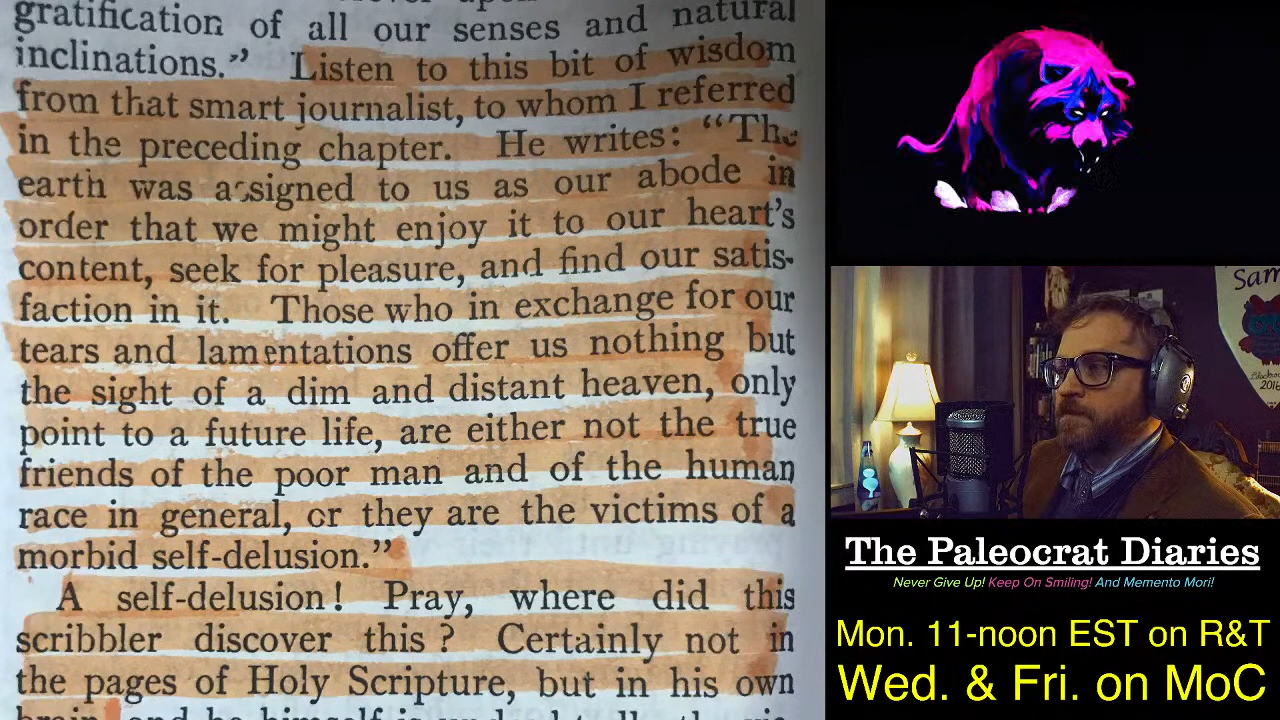 gratification of all our senses and natural
inclinations.” Listen to this bit of wisdom
from that smart journalist, to whom I referred
in the preceding chapter. He writes: “The
earth was assigned to us as our abode in
order that we might enjoy it to our heart’s
content, seek for pleasure, and find our satis-
faction in it. Those who in exchange for our
tears and lamentations offer us nothing but
the sight of a dim and distant heaven, only
point to a future life, are either not the true
friends of the poor man and of the human
race in general, or they are the victims of a
morbid self-delusion.”
A self-delusion! Pray, where did this
scribbler discover this? Certainly not in
the pages of Holy Scripture, but in his own
Sam
2016
The Paleocrat Diaries
Never Give Up! Keep On Smiling! And Memento Mori!
Mon. 11-noon EST on R&T
Wed. & Fri. on MoC